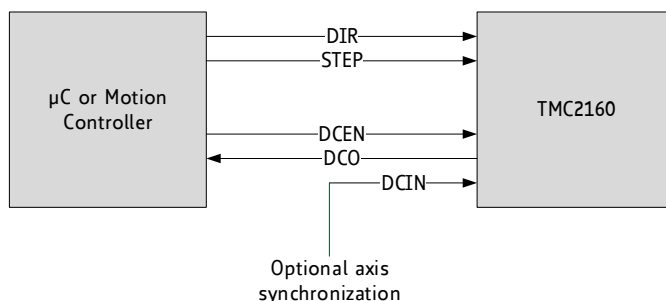 DIR
STEP
µC or Motion
Controller
TMC2160
DCEN
DCO
DCIN
Optional axis
synchronization